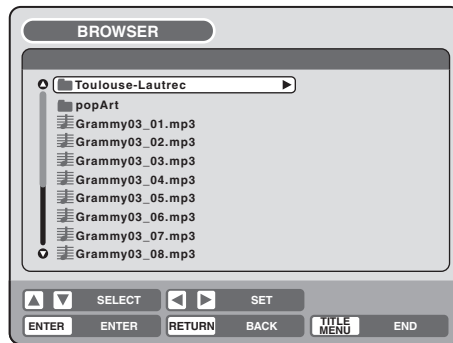 BROWSER
Toulouse-Lautrec
popArt
Grammy03_01.mp3
Grammy03_02.mp3
Grammy03_03.mp3
Grammy03_04.mp3
Grammy03_05.mp3
Grammy03_06.mp3
Grammy03_07.mp3
Grammy03_08.mp3
SELECT SET
ENTER ENTER RETURN BACK TITLE MENU END